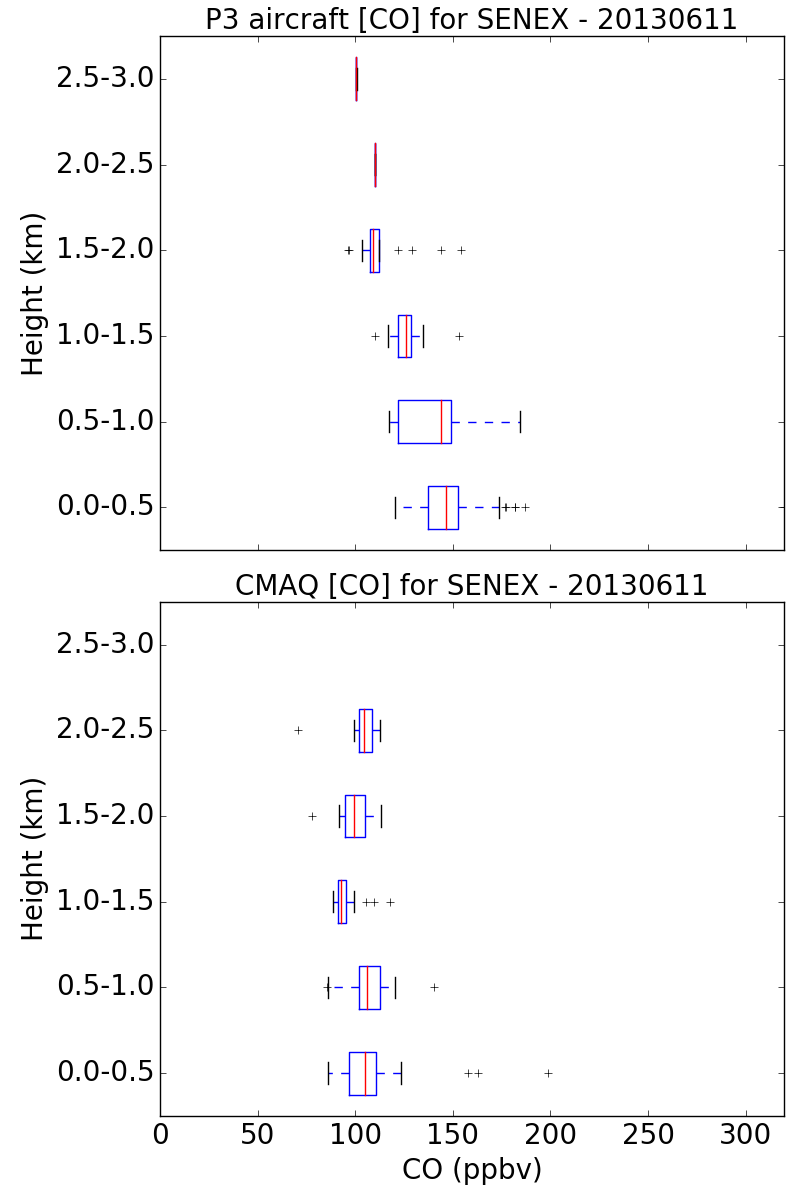 P3 aircraft [CO] for SENEX - 20130611
2.5-3.0
2.0-2.5
1.5-2.0
1.0-1.5
0.5-1.0
0.0-0.5
Height (km)
CMAQ [CO] for SENEX - 20130611
2.5-3.0
2.0-2.5
1.5-2.0
1.0-1.5
0.5-1.0
0.0-0.5
Height (km)
0 50 100 150 200 250 300
CO (ppbv)